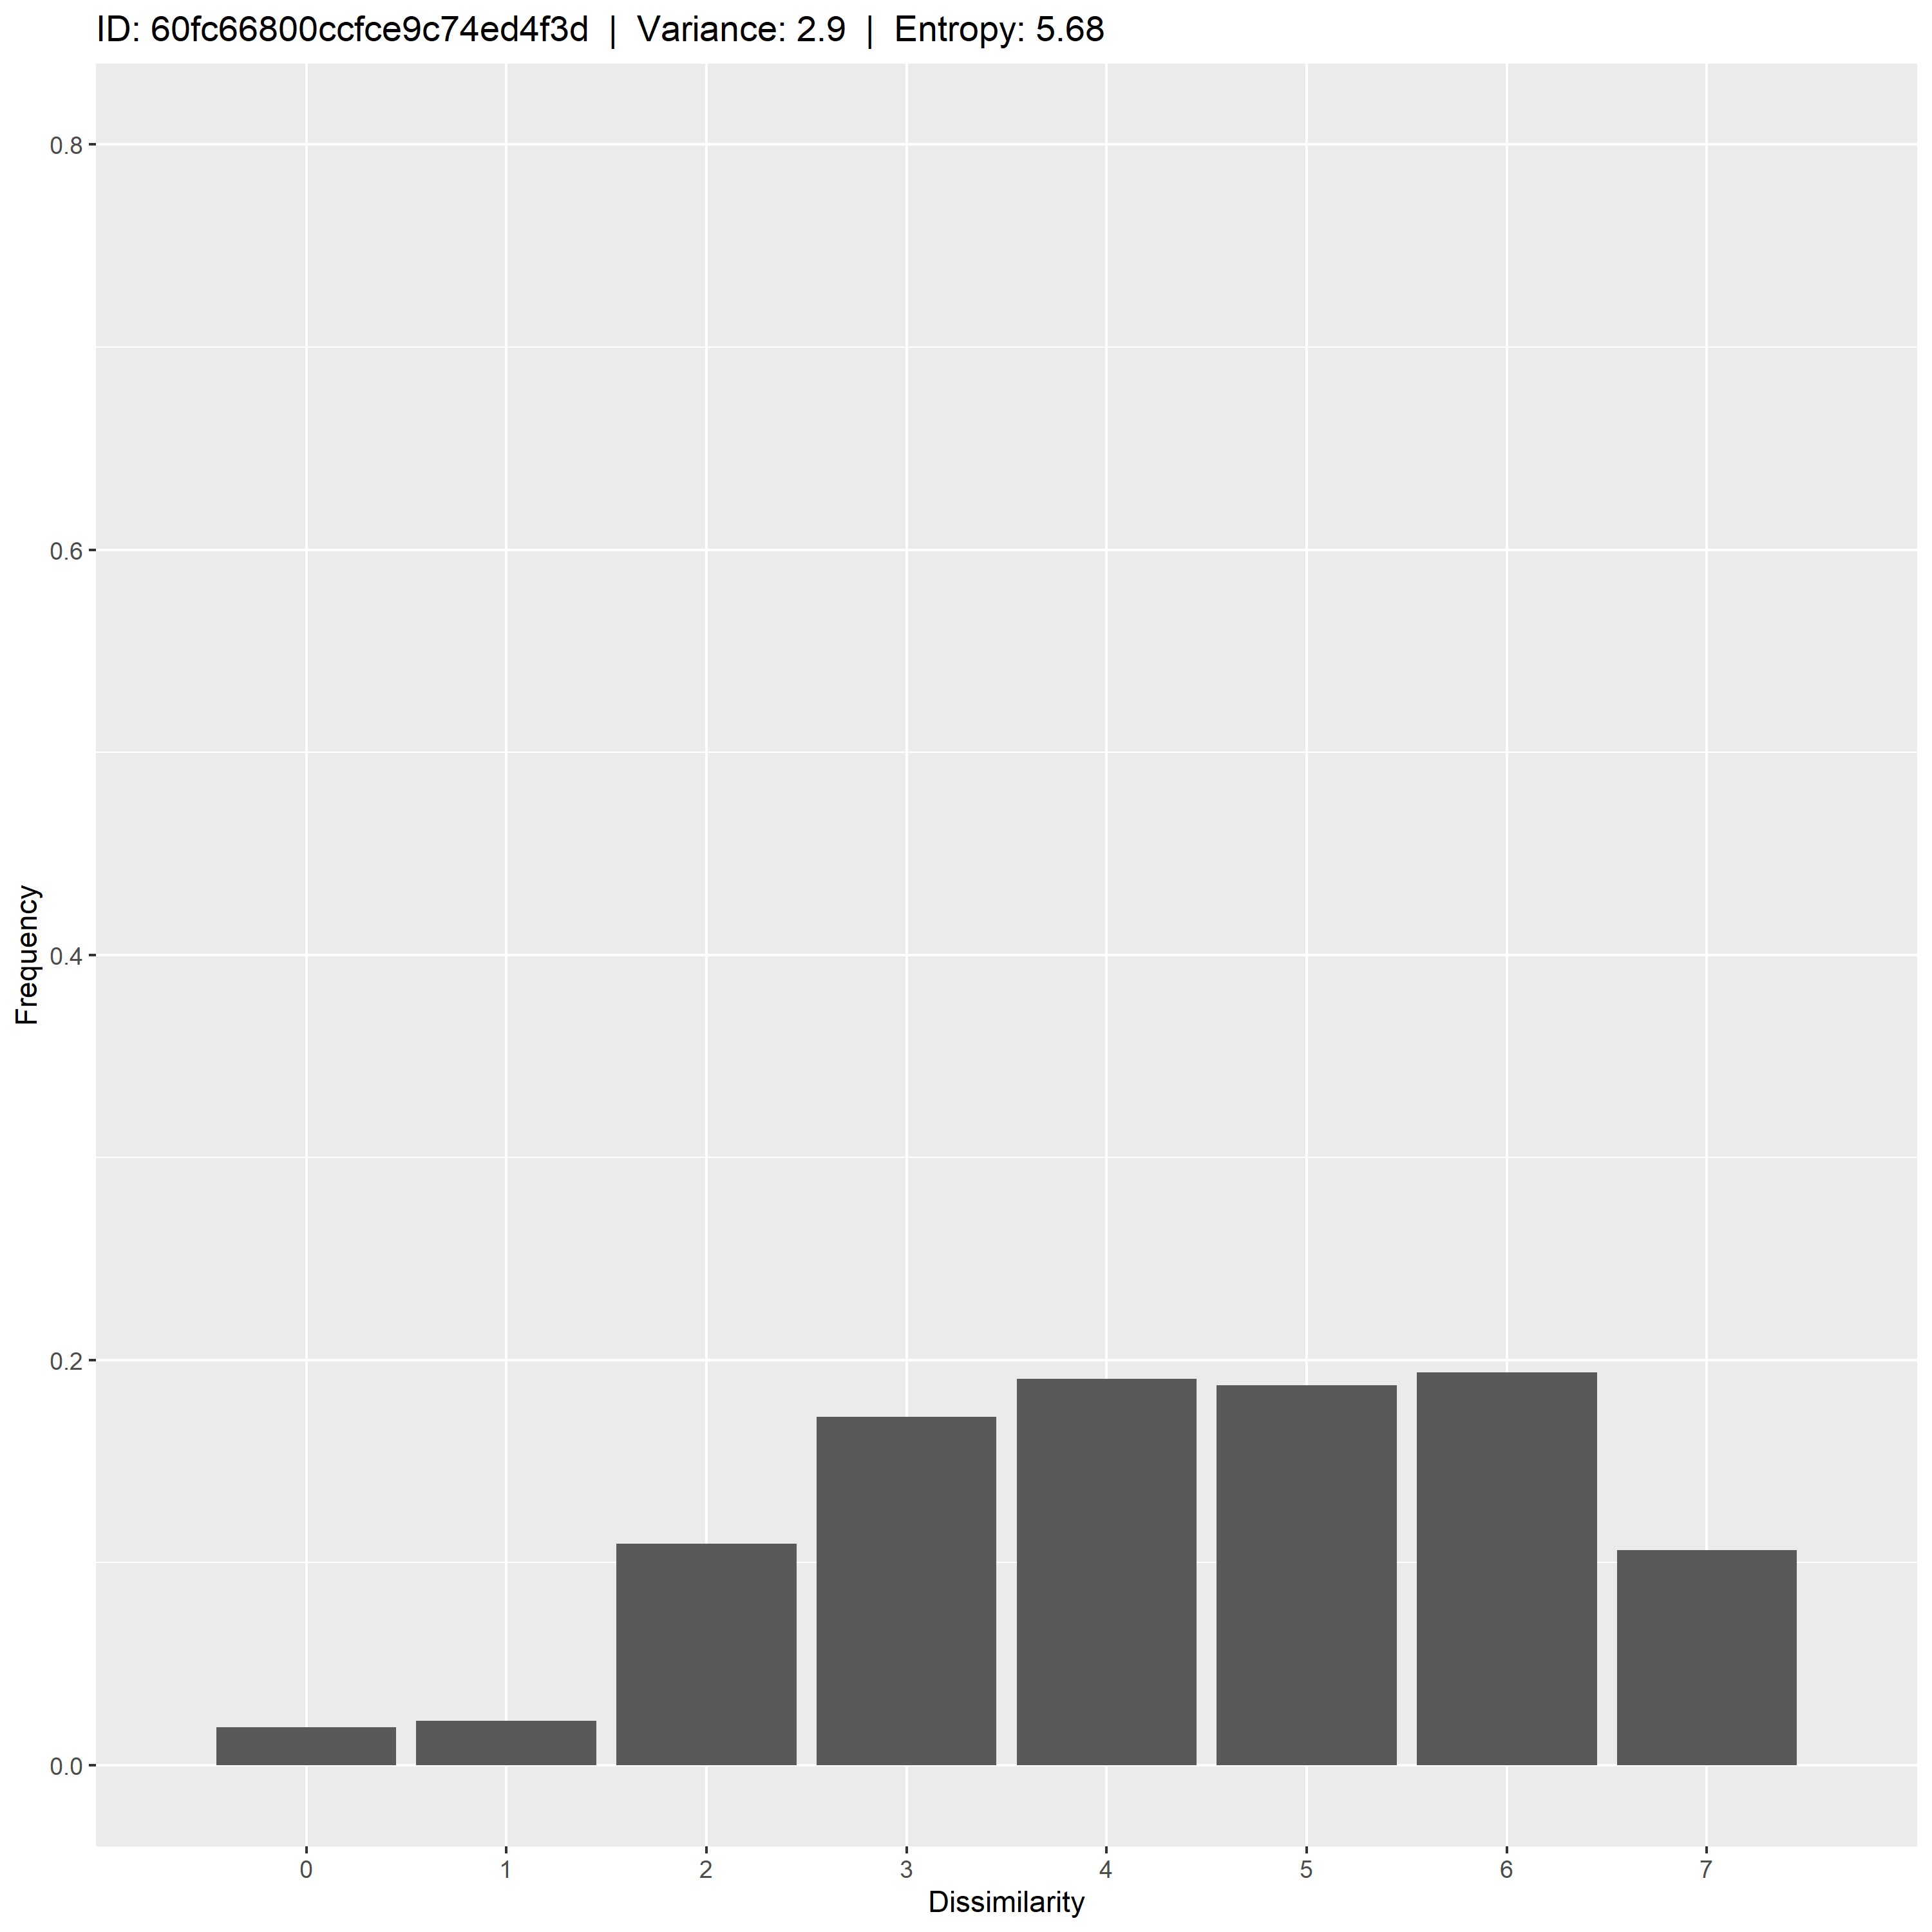 ID: 60fc66800ccfce9c74ed4f3d | Variance: 2.9 | Entropy: 5.68
0.8
0.6
0.4
0.2
0.0
Frequency
0 1 2 3 4 5 6 7
Dissimilarity